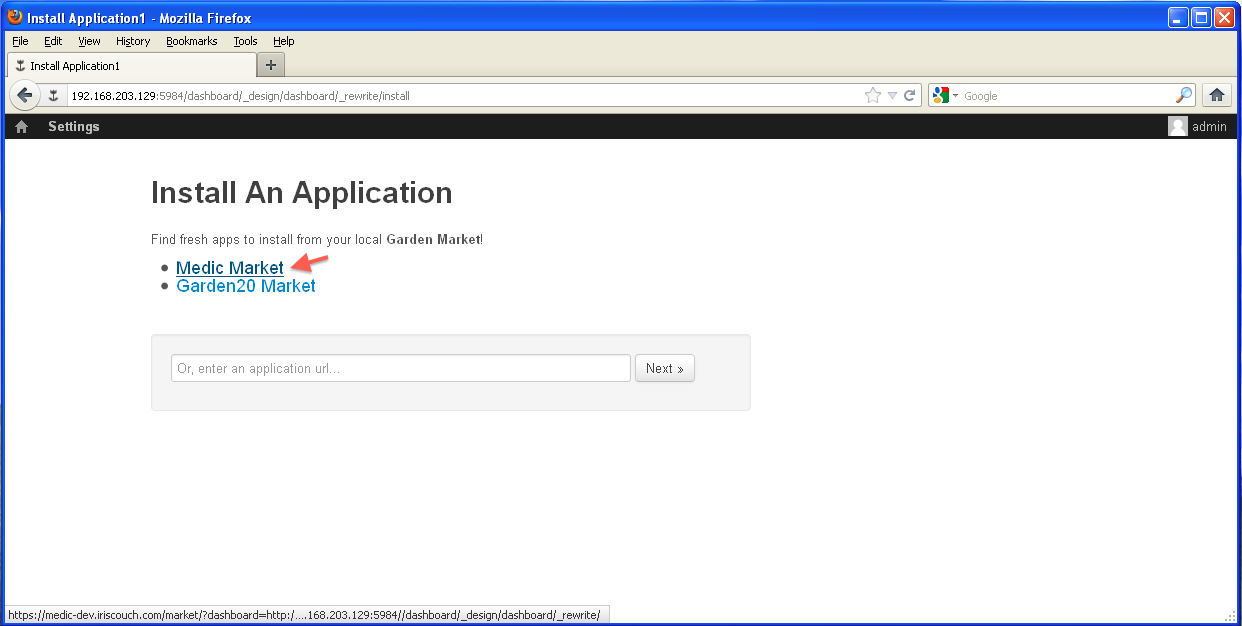 Install Application1 - Mozilla Firefox
File Edit View History Bookmarks Tools Help
Install Application1
192.168.203.129:5984/dashboard/_design/dashboard/_rewrite/install
Google
Settings
admin
Install An Application
Find fresh apps to install from your local Garden Market!
Medic Market
Garden20 Market
Or, enter an application url...
Next »
https://medic-dev.iriscouch.com/market/?dashboard=http:/....168.203.129:5984//dashboard/_design/dashboard/_rewrite/